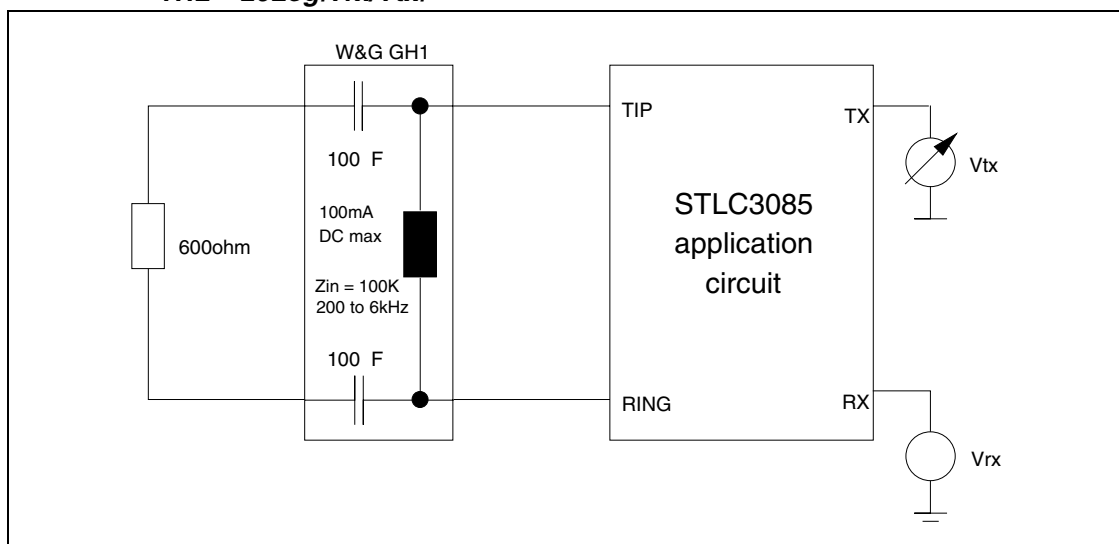 W&G GH1
TIP
TX
100 F
Vtx
100mA
DC max
STLC3085
application
circuit
600ohm
Zin = 100K
200 to 6kHz
100 F
RING
RX
Vrx